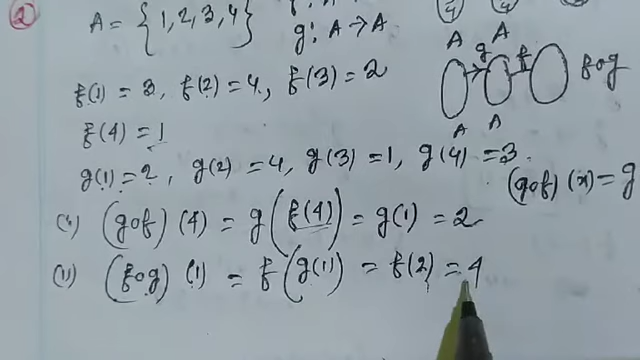 ②
A = {1, 2, 3, 4}
g: A → A
A g A f
fog
A A
f(1) = 3, f(2) = 4, f(3) = 2
f(4) = 1
g(1) = 2, g(2) = 4, g(3) = 1, g(4) = 3.
(gof)(x) = g
(i) (gof) (4) = g(f(4)) = g(1) = 2
(ii) (fog) (1) = f(g(1)) = f(2) = 4